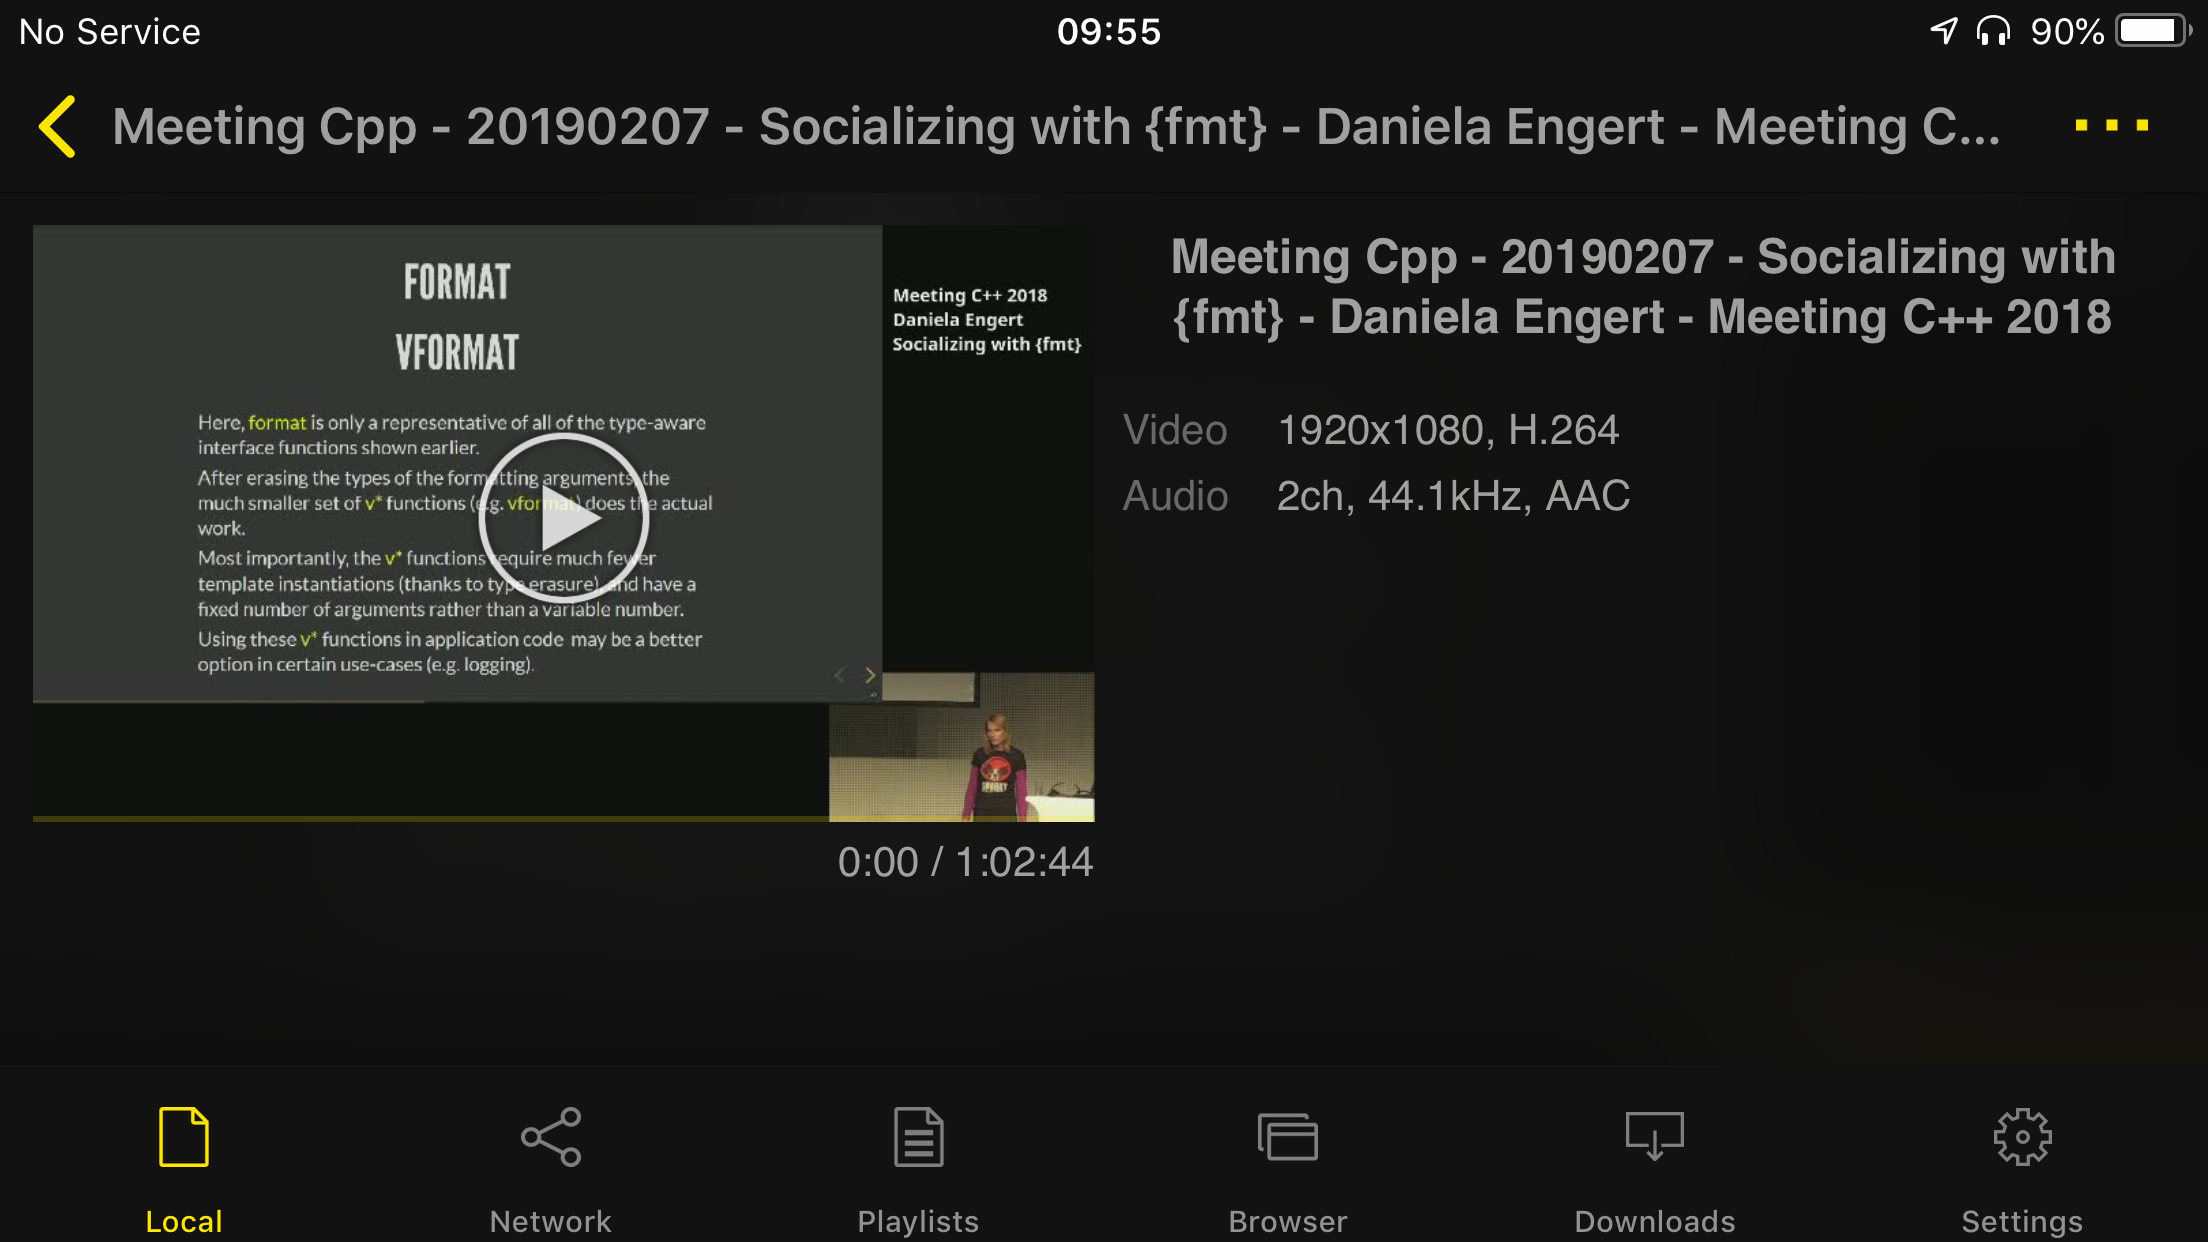 No Service
09:55
90%
Meeting Cpp - 20190207 - Socializing with {fmt} - Daniela Engert - Meeting C...
FORMAT
VFORMAT
Here, format is only a representative of all of the type-aware
interface functions shown earlier.
After erasing the types of the formatting arguments, the
much smaller set of v* functions (e.g. vformat) does the actual
work.
Most importantly, the v* functions require much fewer
template instantiations (thanks to type erasure), and have a
fixed number of arguments rather than a variable number.
Using these v* functions in application code may be a better
option in certain use-cases (e.g. logging).
Meeting C++ 2018
Daniela Engert
Socializing with {fmt}
0:00 / 1:02:44
Meeting Cpp - 20190207 - Socializing with
{fmt} - Daniela Engert - Meeting C++ 2018
Video 1920x1080, H.264
Audio 2ch, 44.1kHz, AAC
Local
Network
Playlists
Browser
Downloads
Settings